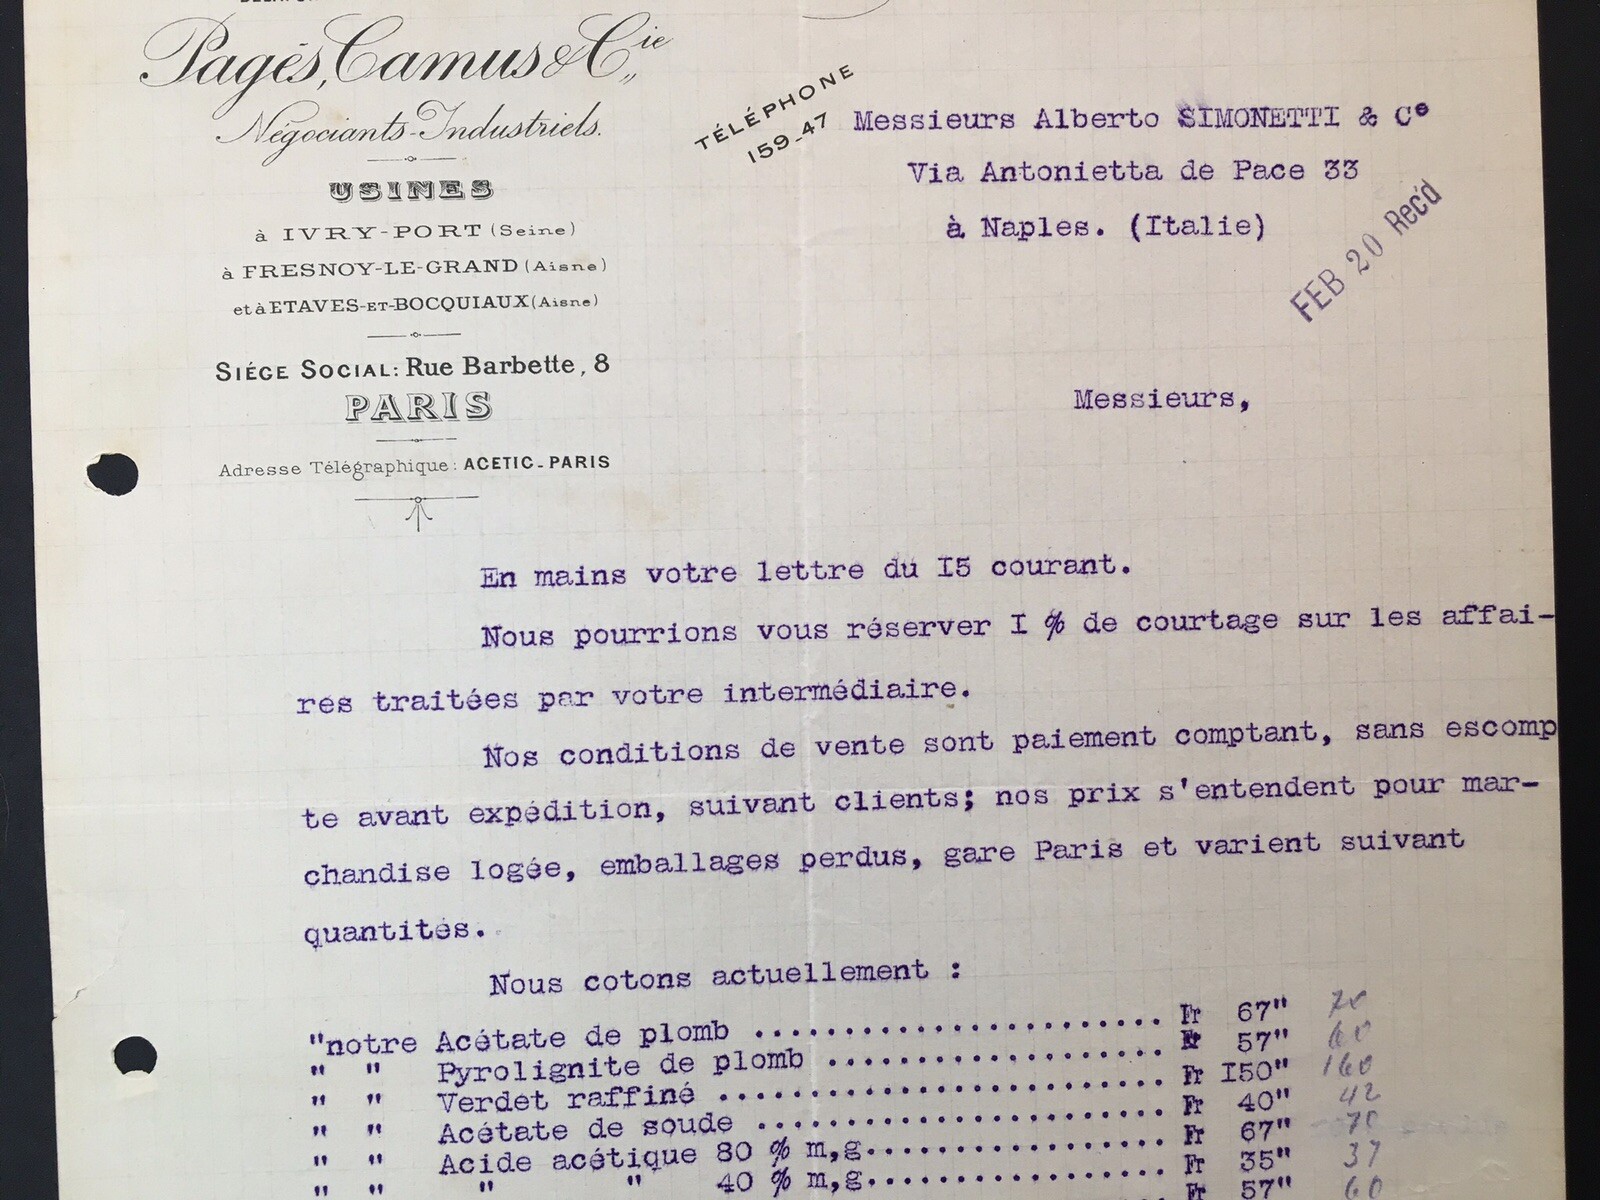 Pagès, Camus & Cie
Négociants-Industriels.
USINES
à IVRY-PORT (Seine)
à FRESNOY-LE-GRAND (Aisne)
et à ETAVES-ET-BOCQUIAUX (Aisne)
SIÉGE SOCIAL: Rue Barbette, 8
PARIS
Adresse Télégraphique: ACETIC-PARIS
TÉLÉPHONE
159-47
Messieurs Alberto SIMONETTI & Ce
Via Antonietta de Pace 33
à Naples. (Italie)
FEB 20 Rec'd
Messieurs,
En mains votre lettre du I5 courant.
Nous pourrions vous réserver I % de courtage sur les affai-
res traitées par votre intermédiaire.
Nos conditions de vente sont paiement comptant, sans escomp
te avant expédition, suivant clients; nos prix s'entendent pour mar-
chandise logée, emballages perdus, gare Paris et varient suivant
quantités.
Nous cotons actuellement :
"notre Acétate de plomb ........................ Fr 67" 70
" " Pyrolignite de plomb .................... Fr 57" 60
" " Verdet raffiné .......................... Fr I50" 160
" " Acétate de soude ........................ Fr 40" 42
" " Acide acétique 80 % m,g.................. Fr 67" 70
" " " " 40 % m,g.................. Fr 35" 37
Fr 57" 60